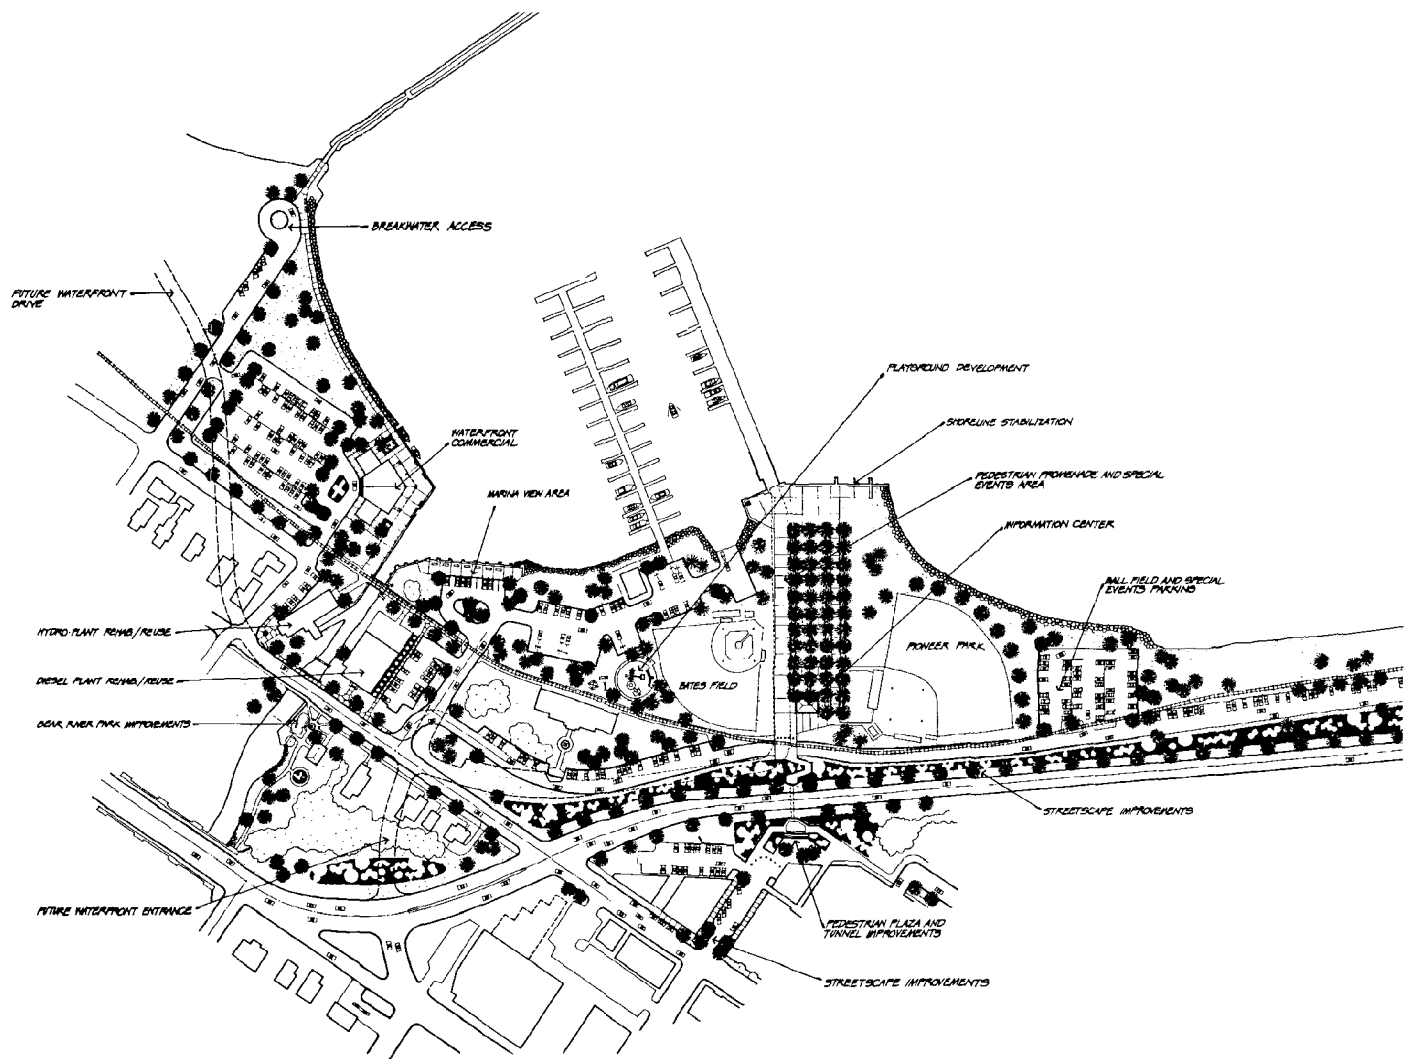 BREAKWATER ACCESS
FUTURE WATERFRONT
DRIVE
PLAYGROUND DEVELOPMENT
SHORELINE STABILIZATION
WATERFRONT
COMMERCIAL
PEDESTRIAN PROMENADE AND SPECIAL
EVENTS AREA
MARINA VIEW AREA
INFORMATION CENTER
BALL FIELD AND SPECIAL
EVENTS PARKING
HYDRO-PLANT REHAB./REUSE
PIONEER PARK
DIESEL PLANT REHAB./REUSE
BATES FIELD
BEAR RIVER PARK IMPROVEMENTS
STREETSCAPE IMPROVEMENTS
FUTURE WATERFRONT ENTRANCE
PEDESTRIAN PLAZA AND
TUNNEL IMPROVEMENTS
STREETSCAPE IMPROVEMENTS